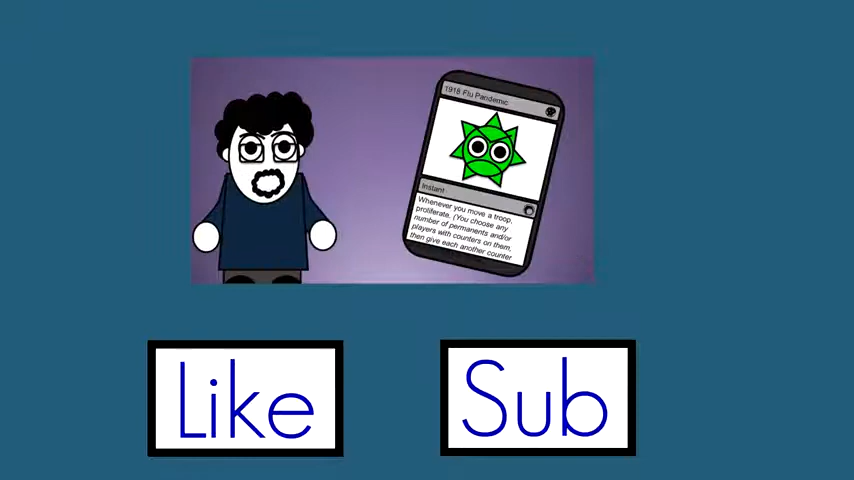 1918 Flu Pandemic
Instant
Whenever you move a troop,
proliferate. (You choose any
number of permanents and/or
players with counters on them,
then give each another counter
Like
Sub